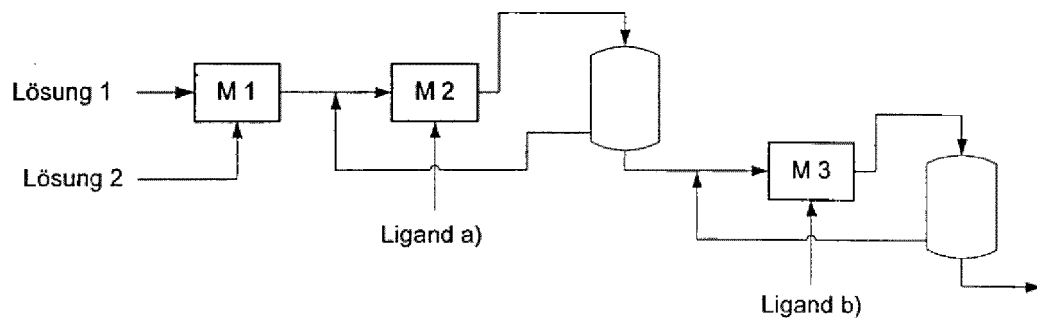 Lösung 1
M 1
M 2
Lösung 2
M 3
Ligand a)
Ligand b)